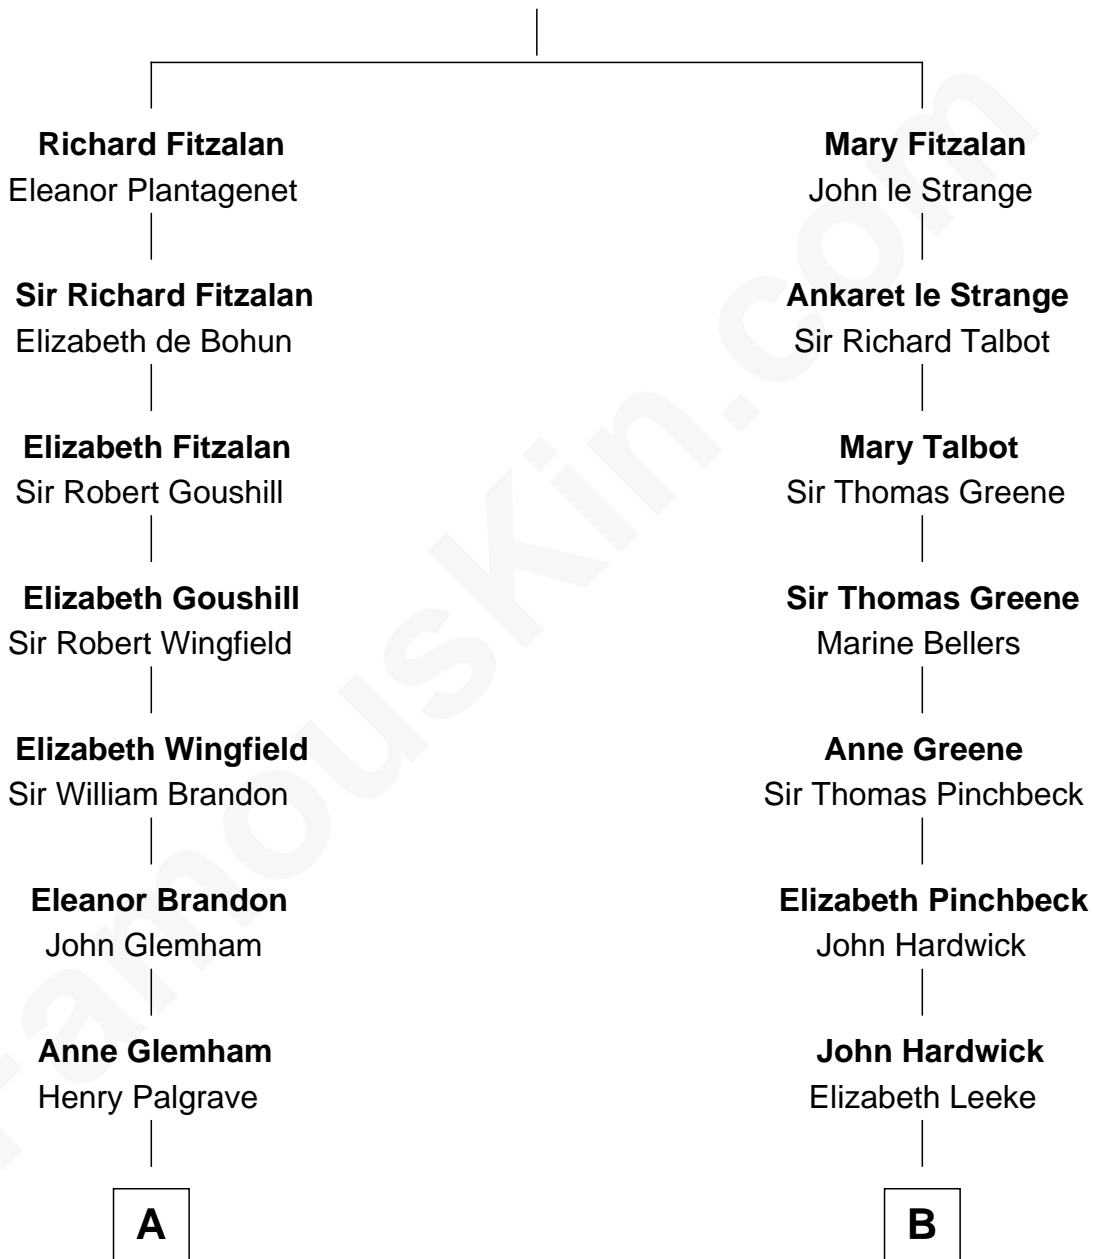 Richard Fitzalan
Eleanor Plantagenet
Sir Richard Fitzalan
Elizabeth de Bohun
Elizabeth Fitzalan
Sir Robert Goushill
Elizabeth Goushill
Sir Robert Wingfield
Elizabeth Wingfield
Sir William Brandon
Eleanor Brandon
John Glemham
Anne Glemham
Henry Palgrave
A
Mary Fitzalan
John le Strange
Ankaret le Strange
Sir Richard Talbot
Mary Talbot
Sir Thomas Greene
Sir Thomas Greene
Marine Bellers
Anne Greene
Sir Thomas Pinchbeck
Elizabeth Pinchbeck
John Hardwick
John Hardwick
Elizabeth Leeke
B
FamousKin.com